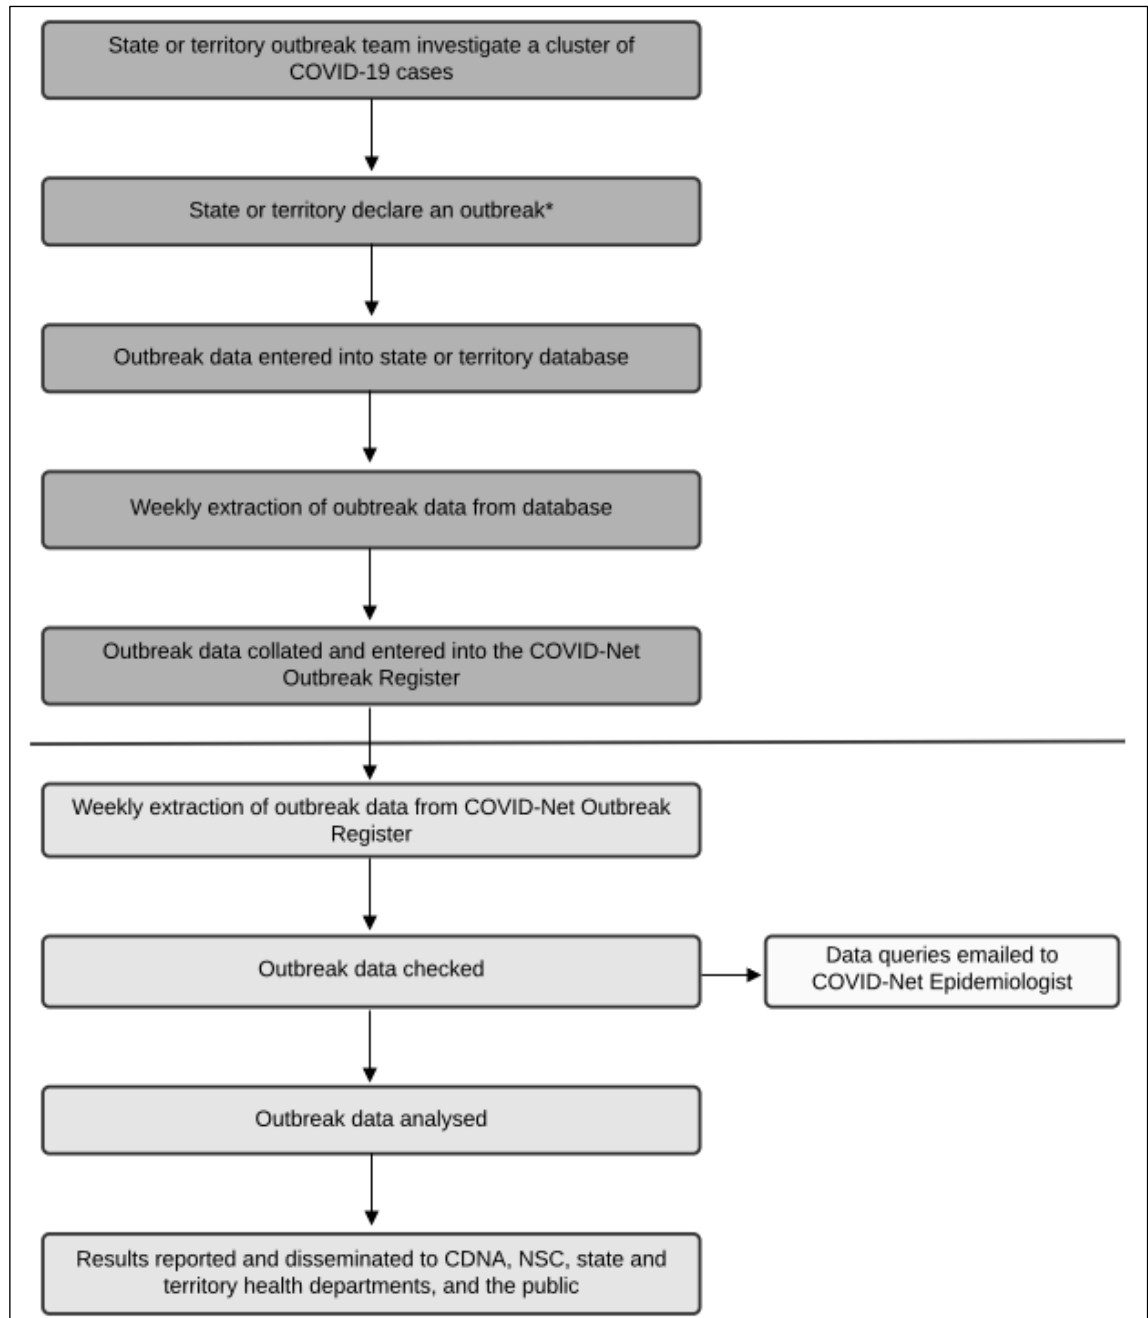 State or territory outbreak team investigate a cluster of
COVID-19 cases
State or territory declare an outbreak*
Outbreak data entered into state or territory database
Weekly extraction of oubtreak data from database
Outbreak data collated and entered into the COVID-Net
Outbreak Register
Weekly extraction of outbreak data from COVID-Net Outbreak
Register
Outbreak data checked
Data queries emailed to
COVID-Net Epidemiologist
Outbreak data analysed
Results reported and disseminated to CDNA, NSC, state and
territory health departments, and the public